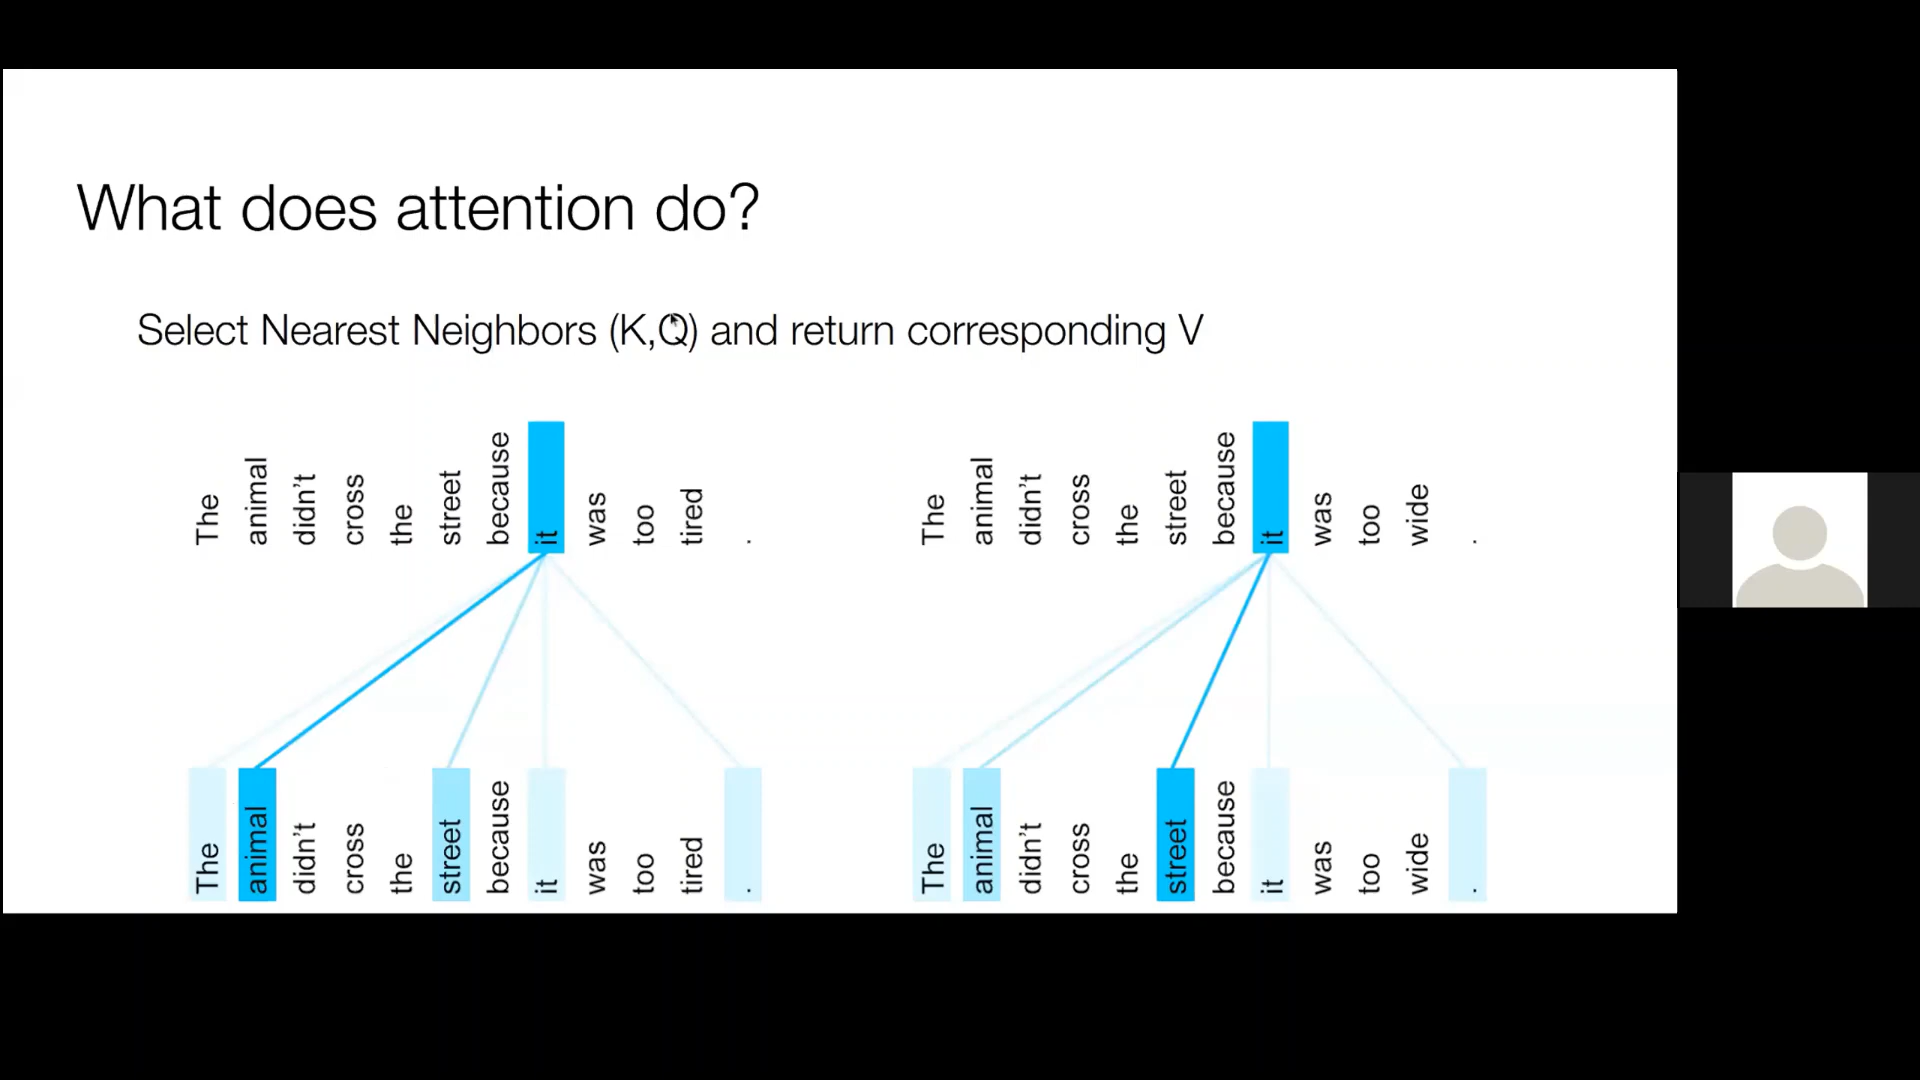 What does attention do?
Select Nearest Neighbors (K,Q) and return corresponding V
The animal didn't cross the street because it was too tired .
The animal didn't cross the street because it was too wide .
The animal didn't cross the street because it was too tired .
The animal didn't cross the street because it was too wide .